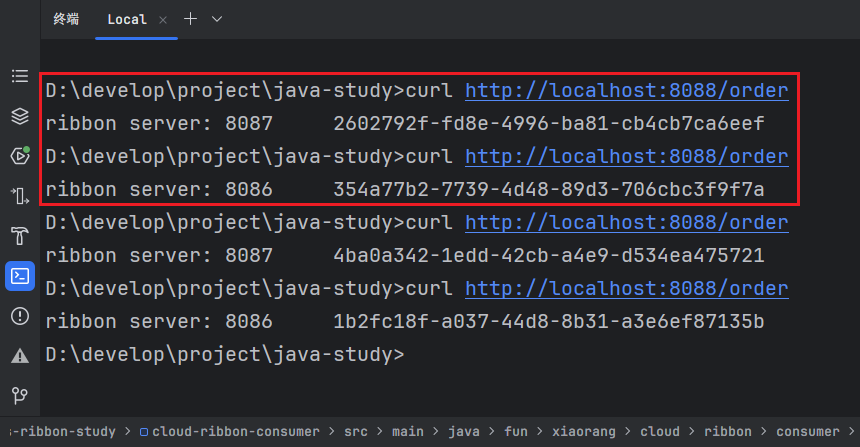 终端 Local
D:\develop\project\java-study>curl http://localhost:8088/order
ribbon server: 8087     2602792f-fd8e-4996-ba81-cb4cb7ca6eef
D:\develop\project\java-study>curl http://localhost:8088/order
ribbon server: 8086     354a77b2-7739-4d48-89d3-706cbc3f9f7a
D:\develop\project\java-study>curl http://localhost:8088/order
ribbon server: 8087     4ba0a342-1edd-42cb-a4e9-d534ea475721
D:\develop\project\java-study>curl http://localhost:8088/order
ribbon server: 8086     1b2fc18f-a037-44d8-8b31-a3e6ef87135b
D:\develop\project\java-study>
s-ribbon-study > cloud-ribbon-consumer > src > main > java > fun > xiaorang > cloud > ribbon > consumer >